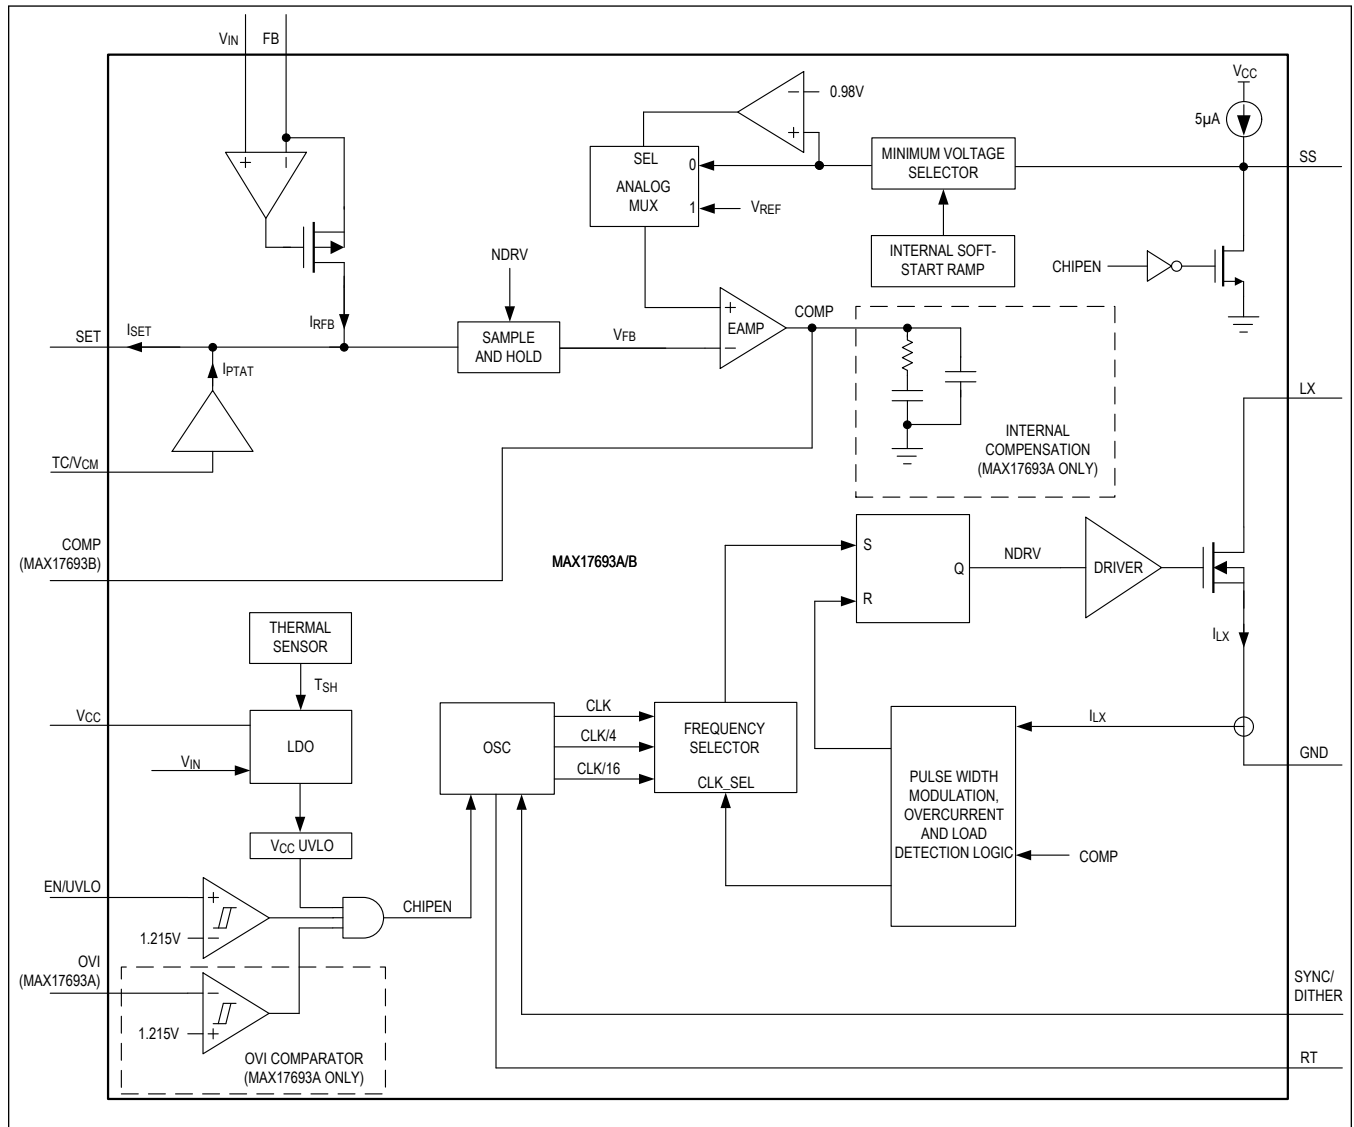 VIN
FB
+
−
−
0.98V
+
VCC
5µA
SEL
ANALOG
MUX
0
1
VREF
MINIMUM VOLTAGE
SELECTOR
SS
INTERNAL SOFT-
START RAMP
CHIPEN
NDRV
SET
ISET
IRFB
IPTAT
SAMPLE
AND HOLD
VFB
+
EAMP
−
COMP
TC/VCM
INTERNAL
COMPENSATION
(MAX17693A ONLY)
LX
COMP
(MAX17693B)
MAX17693A/B
S
R
Q
NDRV
DRIVER
ILX
THERMAL
SENSOR
TSH
VCC
LDO
VIN
VCC UVLO
OSC
CLK
CLK/4
CLK/16
FREQUENCY
SELECTOR
CLK_SEL
ILX
GND
PULSE WIDTH
MODULATION,
OVERCURRENT
AND LOAD
DETECTION LOGIC
COMP
EN/UVLO
+
1.215V
−
CHIPEN
OVI
(MAX17693A)
−
1.215V
+
OVI COMPARATOR
(MAX17693A ONLY)
SYNC/
DITHER
RT